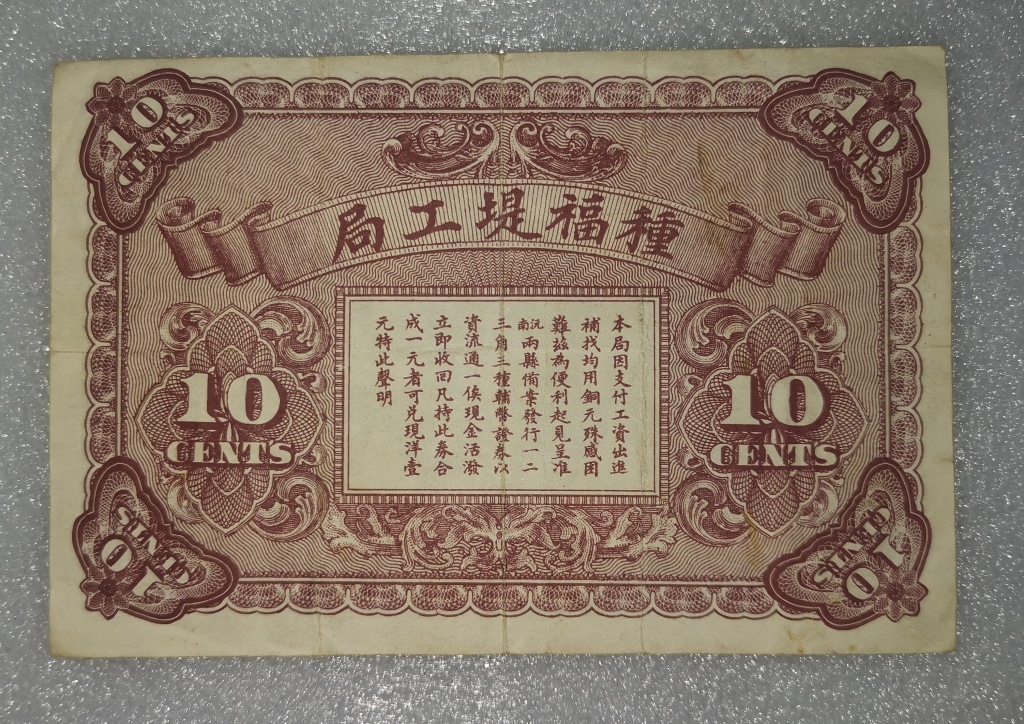 10
CENTS
10
CENTS
種福堤工局
本局因支付工資出進
補找均用銅元殊感困
難茲為便利起見呈准
沅南兩縣備案發行一二
三角三種輔幣證券以
資流通一俟現金活潑
立即收回凡持此券合
成一元者可兌現洋壹
元特此聲明
10
CENTS
10
CENTS
10
CENTS
10
CENTS